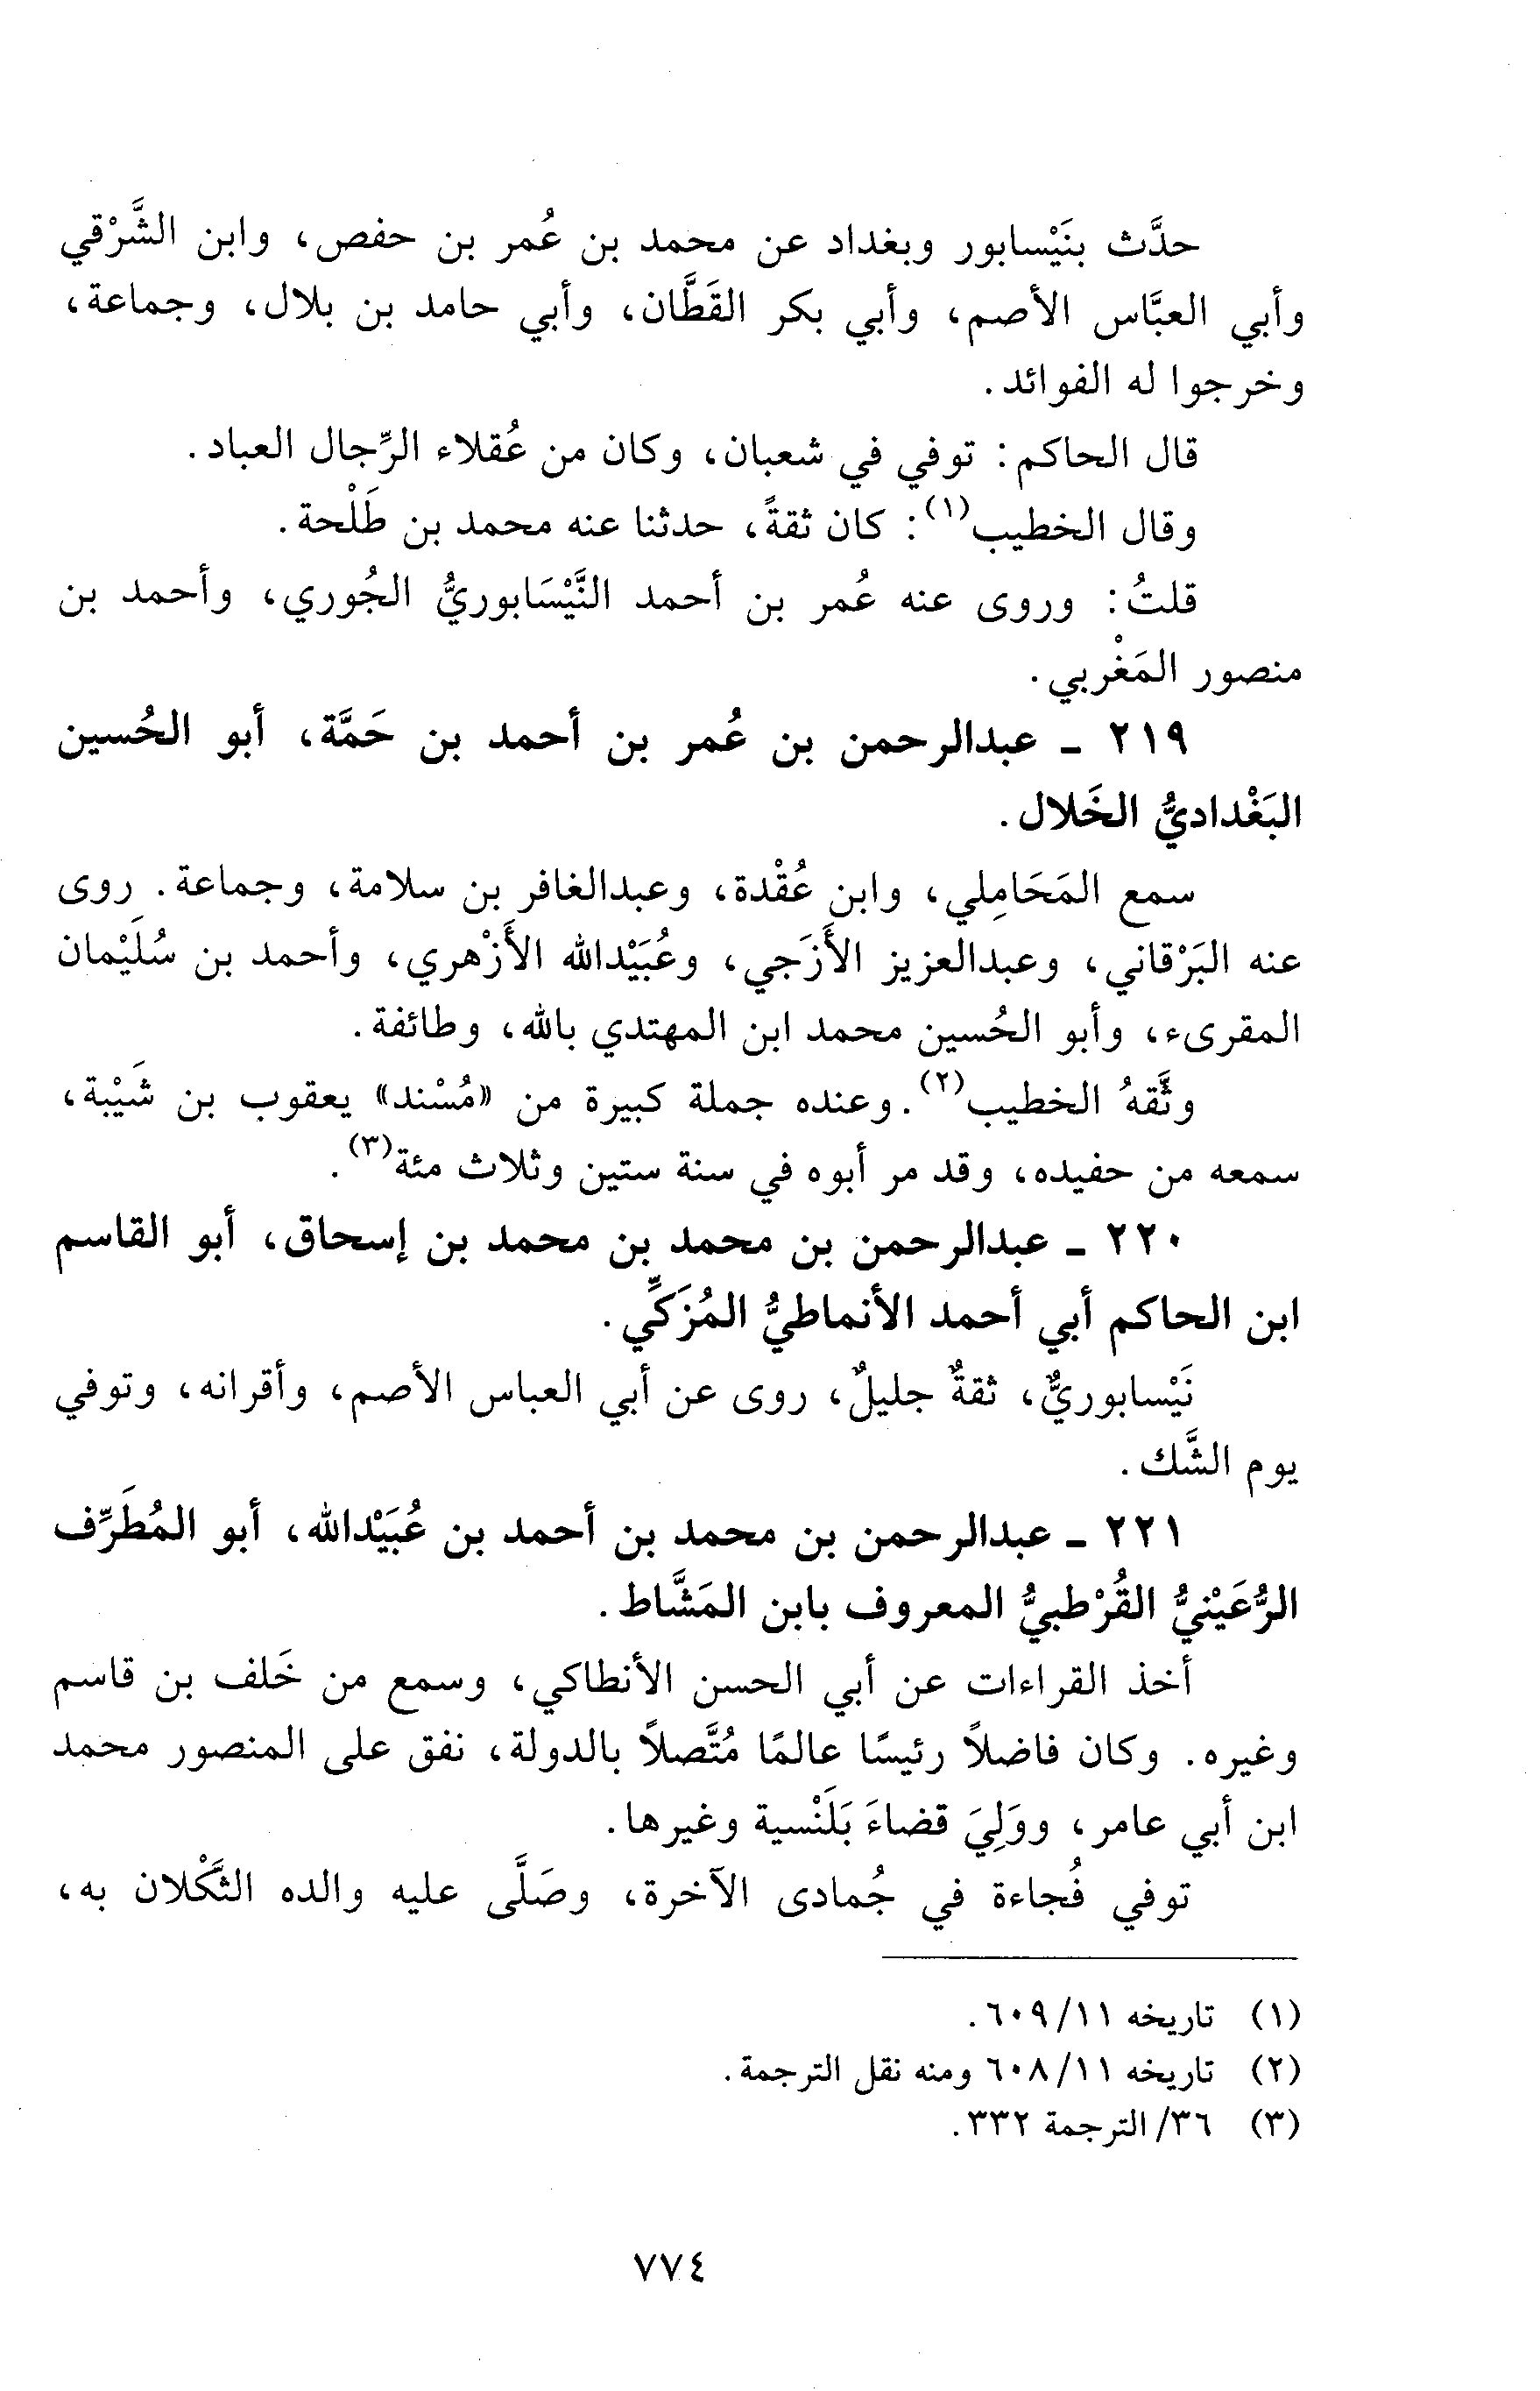 حدَّث بنَيْسابور وبغداد عن محمد بن عُمر بن حفص، وابن الشَّرْقي
وأبي العبَّاس الأصم، وأبي بكر القَطَّان، وأبي حامد بن بلال، وجماعة،
وخرجوا له الفوائد.
قال الحاكم: توفي في شعبان، وكان من عُقلاء الرِّجال العباد.
وقال الخطيب(١): كان ثقةً، حدثنا عنه محمد بن طَلْحة.
قلتُ: وروى عنه عُمر بن أحمد النَّيْسَابوريُّ الجُوري، وأحمد بن
منصور المَغْربي.
٢١٩ ـ عبدالرحمن بن عُمر بن أحمد بن حَمَّة، أبو الحُسين
البَغْداديُّ الخَلال.
سمع المَحَامِلي، وابن عُقْدة، وعبدالغافر بن سلامة، وجماعة. روى
عنه البَرْقاني، وعبدالعزيز الأَزَجي، وعُبَيْدالله الأَزْهري، وأحمد بن سُلَيْمان
المقرىء، وأبو الحُسين محمد ابن المهتدي بالله، وطائفة.
وثَّقهُ الخطيب(٢). وعنده جملة كبيرة من «مُسْند» يعقوب بن شَيْبة،
سمعه من حفيده، وقد مر أبوه في سنة ستين وثلاث مئة(٣).
٢٢٠ ـ عبدالرحمن بن محمد بن محمد بن إسحاق، أبو القاسم
ابن الحاكم أبي أحمد الأنماطيُّ المُزَكِّي.
نَيْسابوريٌّ، ثقةٌ جليلٌ، روى عن أبي العباس الأصم، وأقرانه، وتوفي
يوم الشَّك.
٢٢١ ـ عبدالرحمن بن محمد بن أحمد بن عُبَيْدالله، أبو المُطَرِّف
الرُّعَيْنيُّ القُرْطبيُّ المعروف بابن المَشَّاط.
أخذ القراءات عن أبي الحسن الأنطاكي، وسمع من خَلف بن قاسم
وغيره. وكان فاضلاً رئيسًا عالمًا مُتَّصلاً بالدولة، نفق على المنصور محمد
ابن أبي عامر، ووَلِيَ قضاءَ بَلَنْسية وغيرها.
توفي فُجاءة في جُمادى الآخرة، وصَلَّى عليه والده الثَّكْلان به،
(١) تاريخه ١١/ ٦٠٩.
(٢) تاريخه ١١/ ٦٠٨ ومنه نقل الترجمة.
(٣) ٣٦/ الترجمة ٣٣٢.
٧٧٤